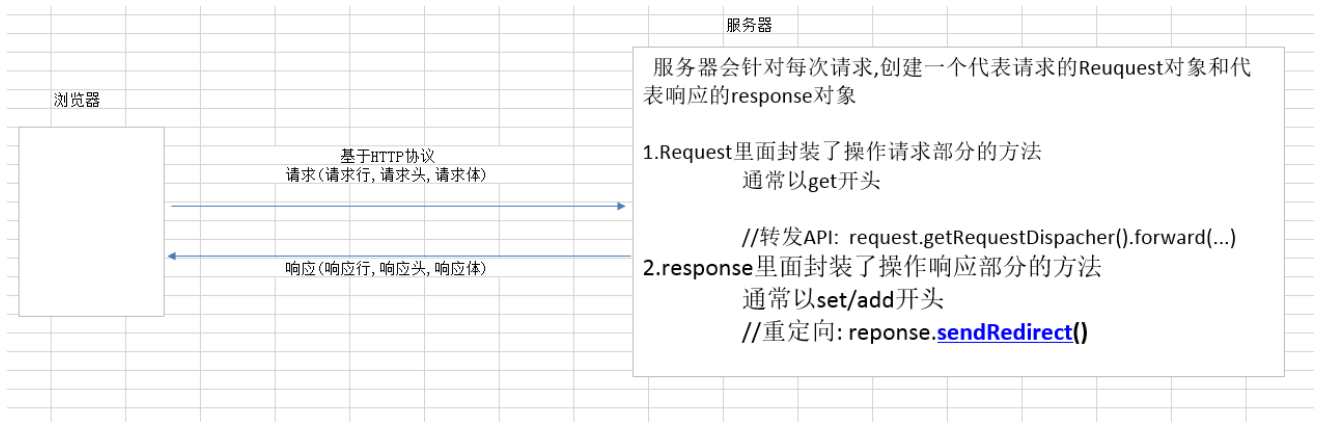 服务器
服务器会针对每次请求,创建一个代表请求的Reuquest对象和代
表响应的response对象
浏览器
基于HTTP协议
请求(请求行,请求头,请求体)
响应(响应行,响应头,响应体)
1.Request里面封装了操作请求部分的方法
通常以get开头
//转发API: request.getRequestDispacher().forward(...)
2.response里面封装了操作响应部分的方法
通常以set/add开头
//重定向: reponse.sendRedirect()